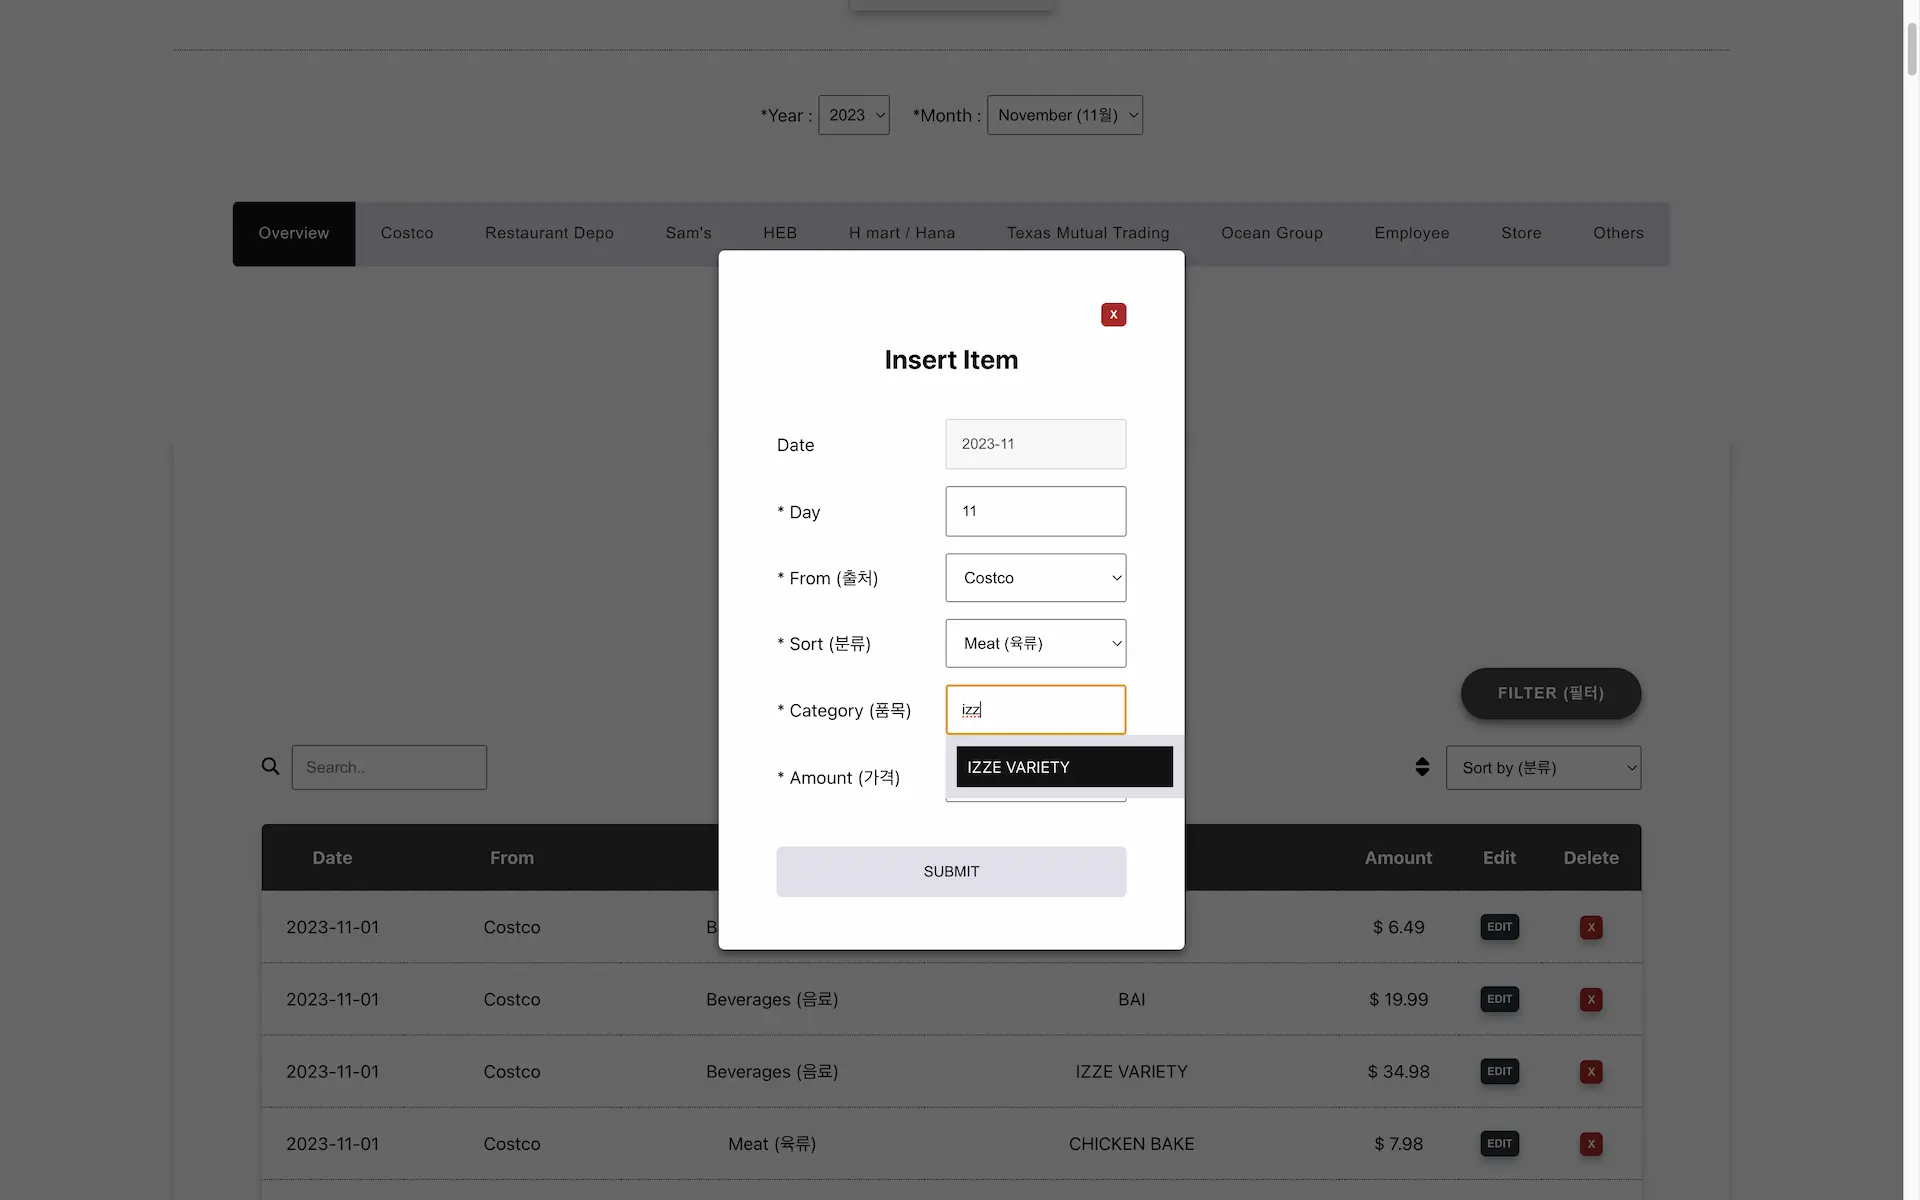 *Year : 2023 *Month : November (11월)
Overview Costco Restaurant Depo Sam's HEB H mart / Hana Texas Mutual Trading Ocean Group Employee Store Others
X
Insert Item
Date 2023-11
* Day 11
* From (출처) Costco
* Sort (분류) Meat (육류)
* Category (품목) izz
IZZE VARIETY
* Amount (가격)
SUBMIT
FILTER (필터)
Search.. Sort by (분류)
Date From Amount Edit Delete
2023-11-01 Costco B $ 6.49 EDIT X
2023-11-01 Costco Beverages (음료) BAI $ 19.99 EDIT X
2023-11-01 Costco Beverages (음료) IZZE VARIETY $ 34.98 EDIT X
2023-11-01 Costco Meat (육류) CHICKEN BAKE $ 7.98 EDIT X